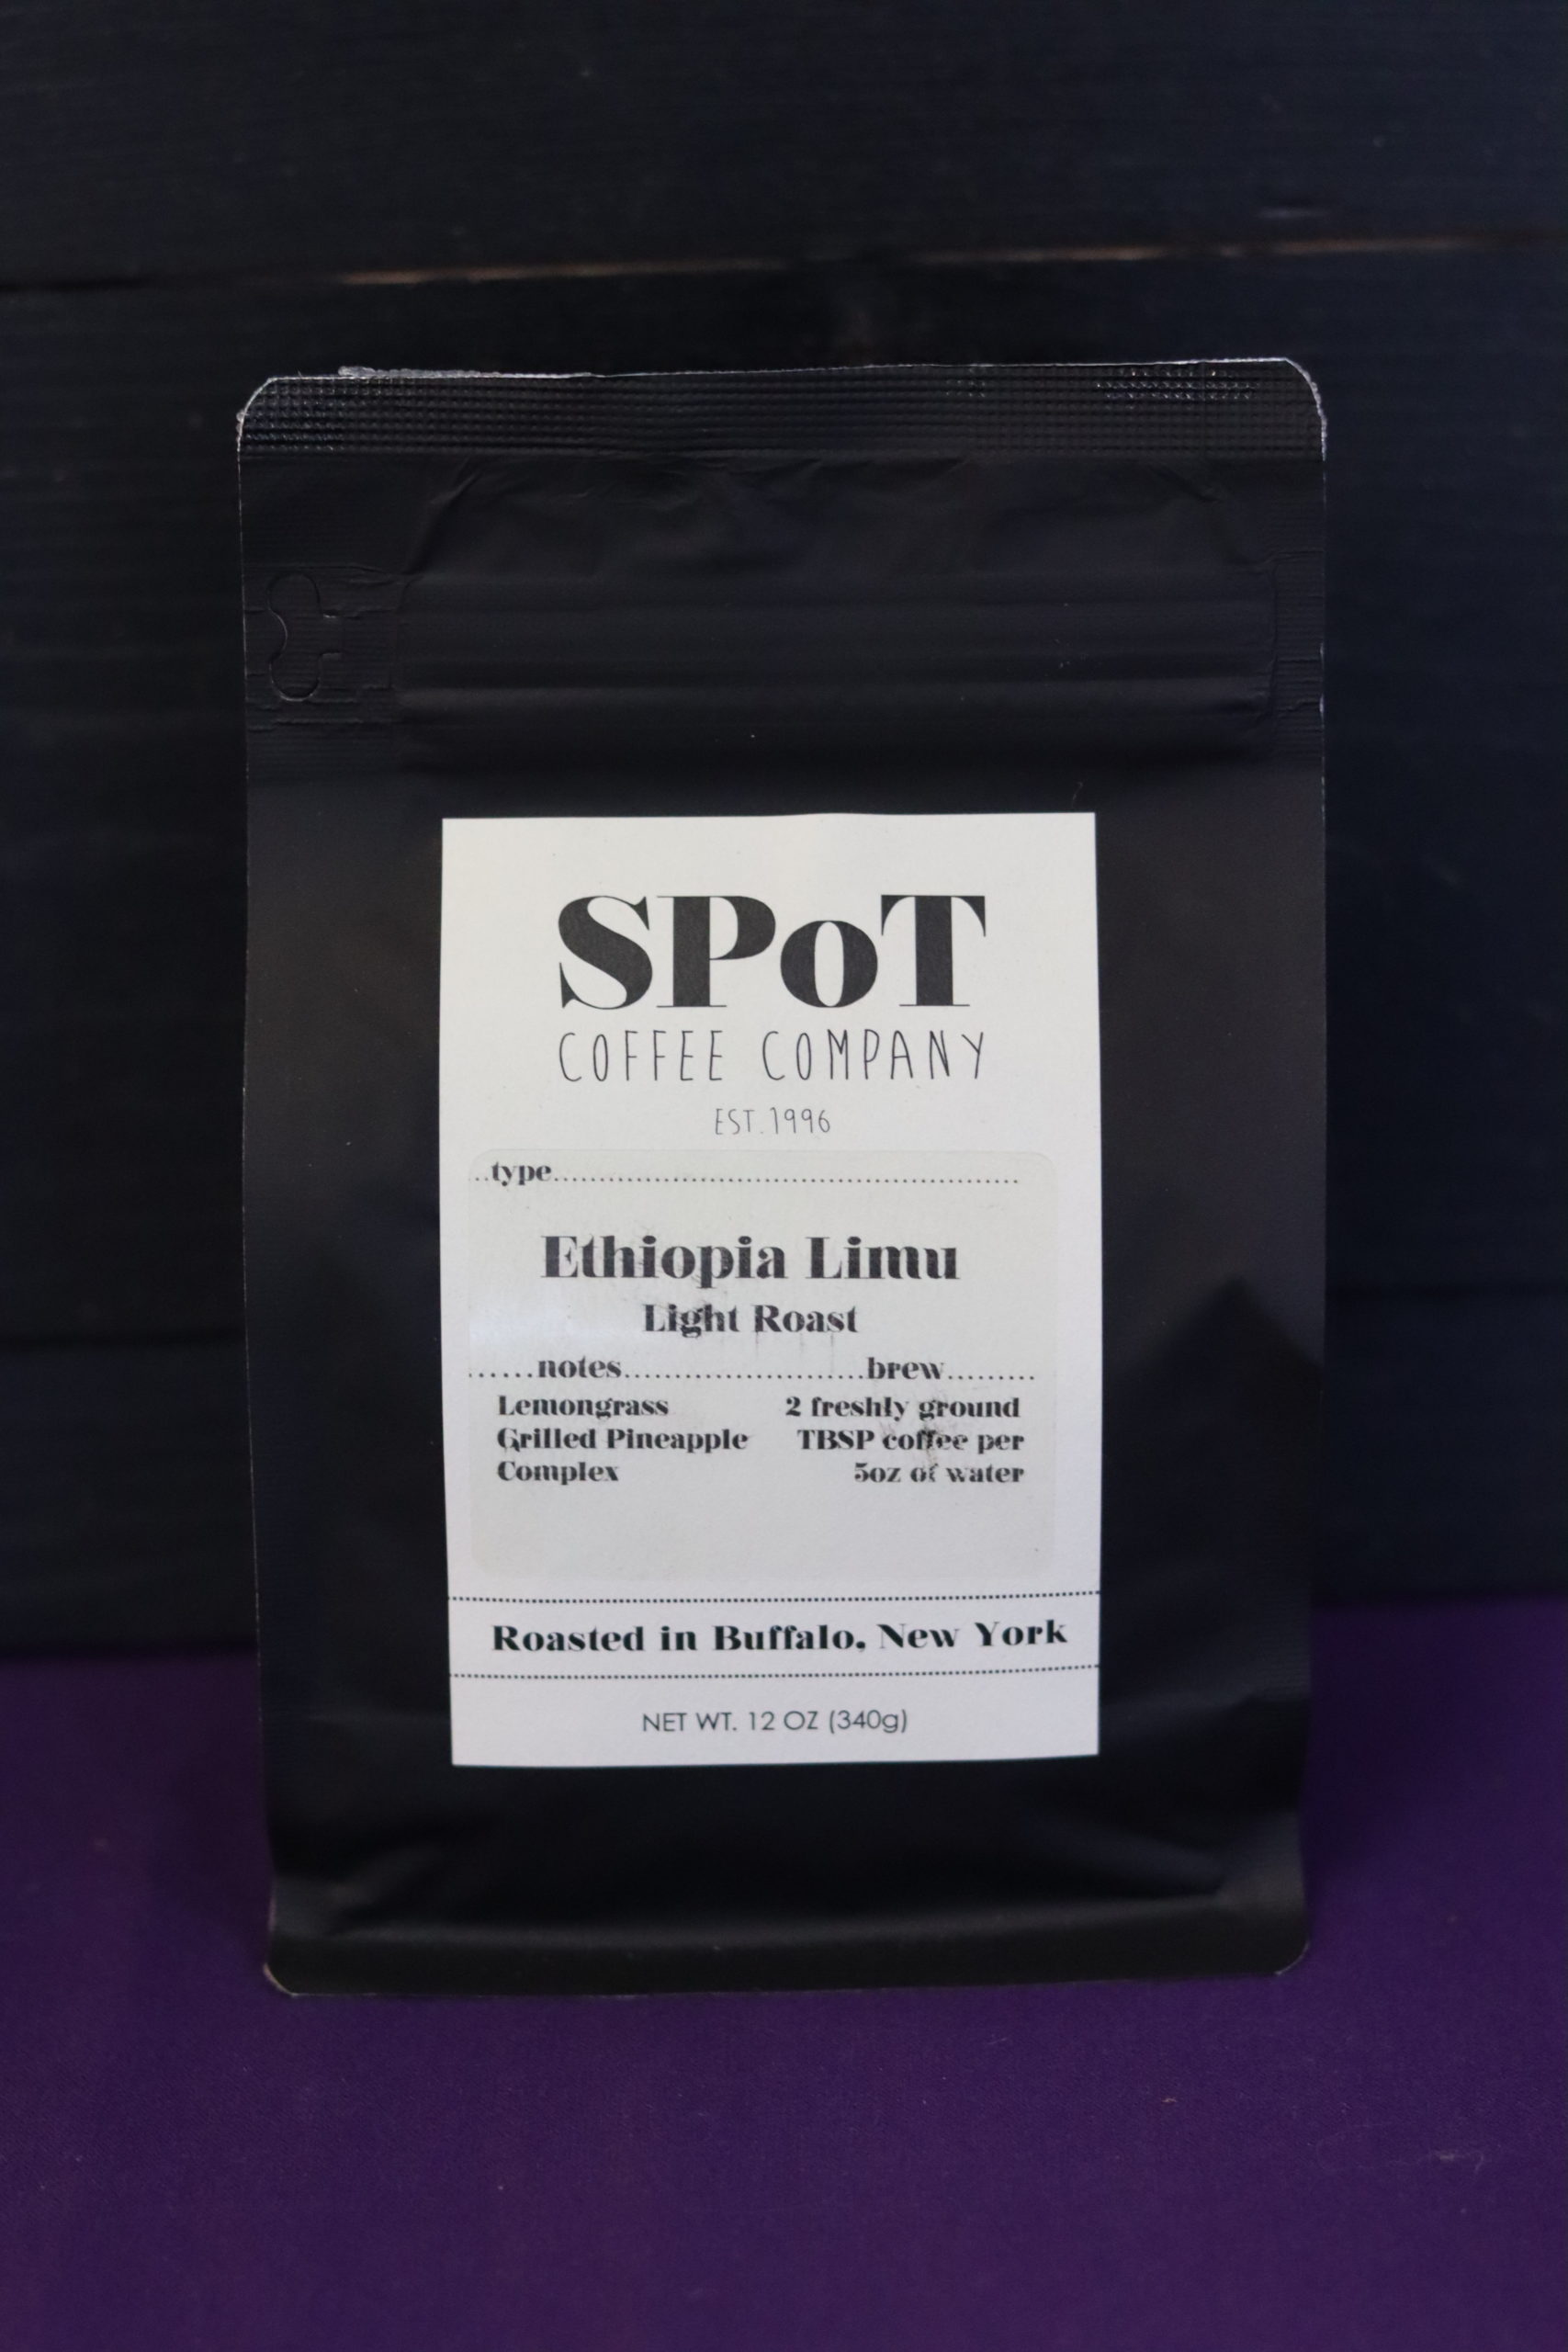 SPoT
COFFEE COMPANY
EST. 1996
..type....................................................
Ethiopia Limu
Light Roast
......notes..........................brew.........
Lemongrass 2 freshly ground
Grilled Pineapple TBSP coffee per
Complex 5oz of water
Roasted in Buffalo, New York
NET WT. 12 OZ (340g)